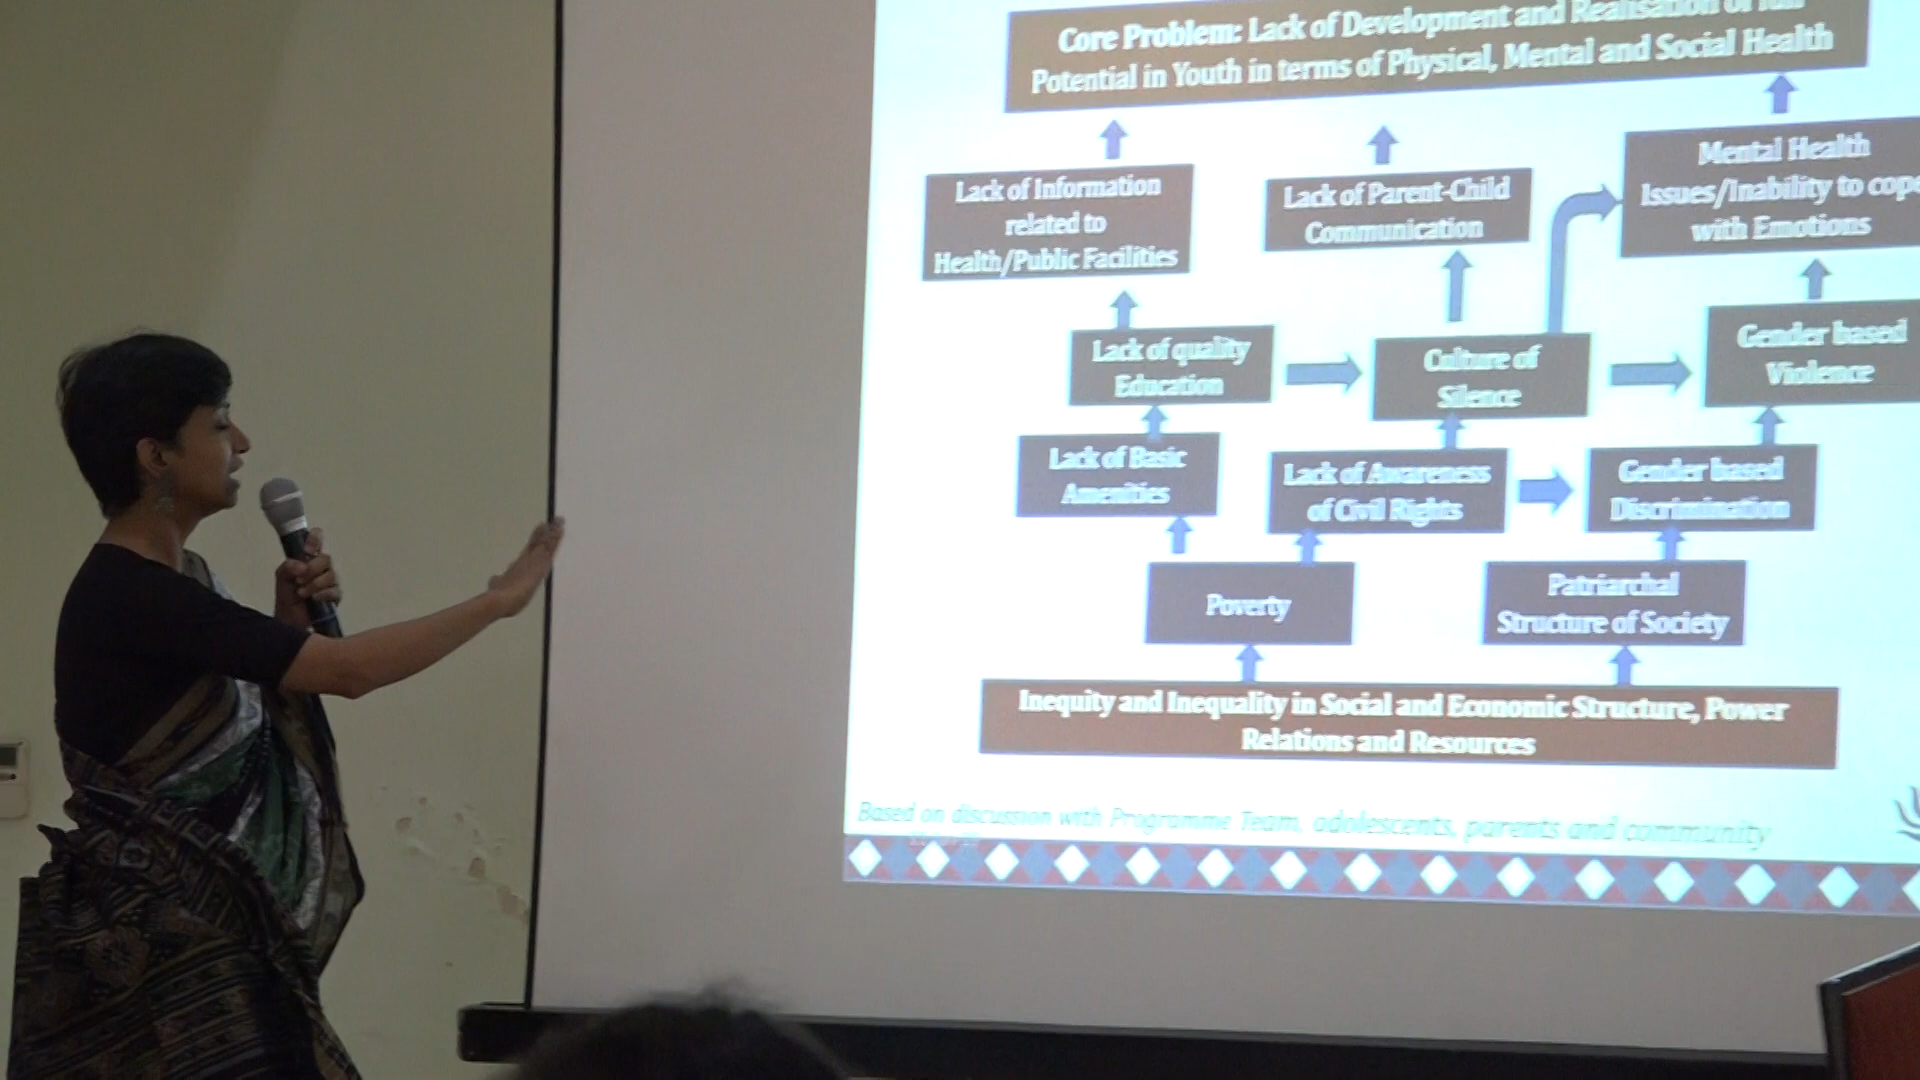 Core Problem: Lack of Development and Realisation of full
Potential in Youth in terms of Physical, Mental and Social Health
Lack of Information
related to
Health/Public Facilities
Lack of Parent-Child
Communication
Mental Health
Issues/Inability to cope
with Emotions
Lack of quality
Education
Culture of
Silence
Gender based
Violence
Lack of Basic
Amenities
Lack of Awareness
of Civil Rights
Gender based
Discrimination
Poverty
Patriarchal
Structure of Society
Inequity and Inequality in Social and Economic Structure, Power
Relations and Resources
Based on discussion with Programme Team, adolescents, parents and community